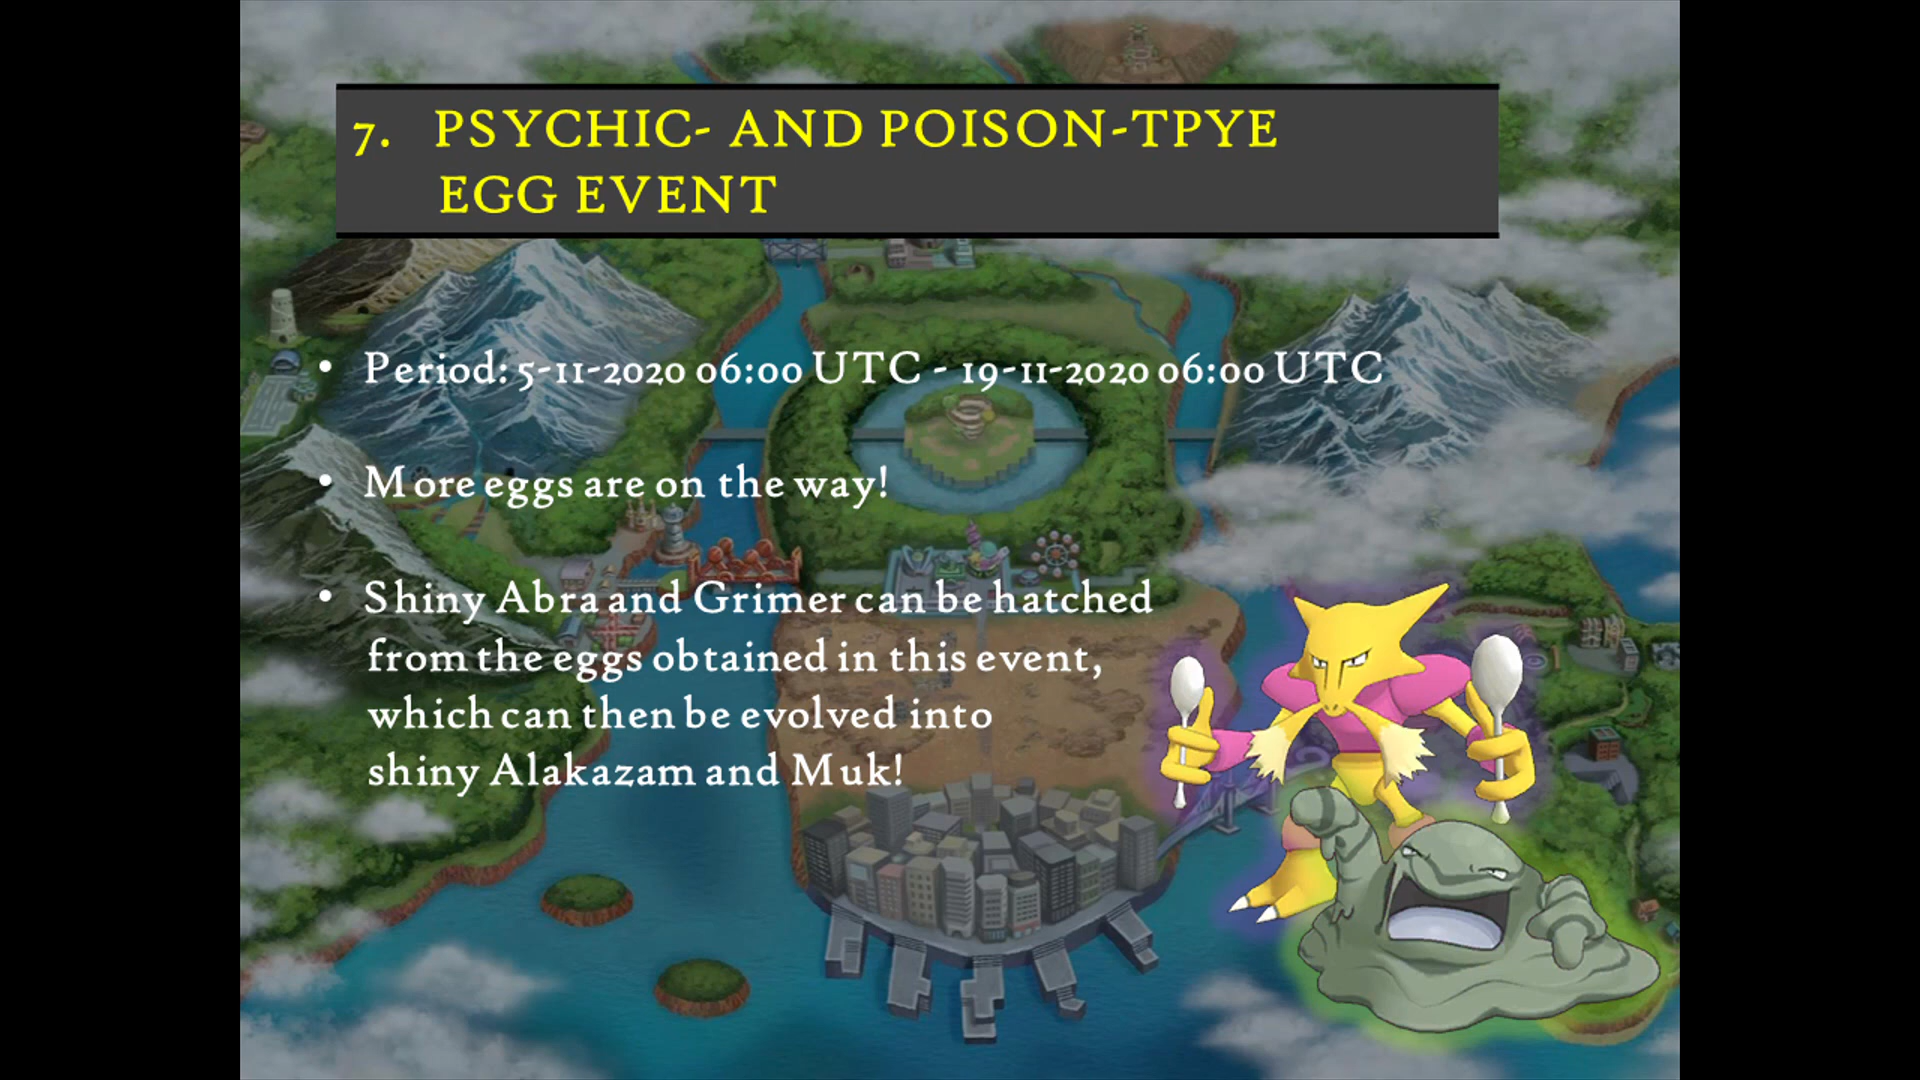 7. PSYCHIC- AND POISON-TPYE
EGG EVENT
• Period: 5-11-2020 06:00 UTC - 19-11-2020 06:00 UTC
• More eggs are on the way!
• Shiny Abra and Grimer can be hatched
from the eggs obtained in this event,
which can then be evolved into
shiny Alakazam and Muk!